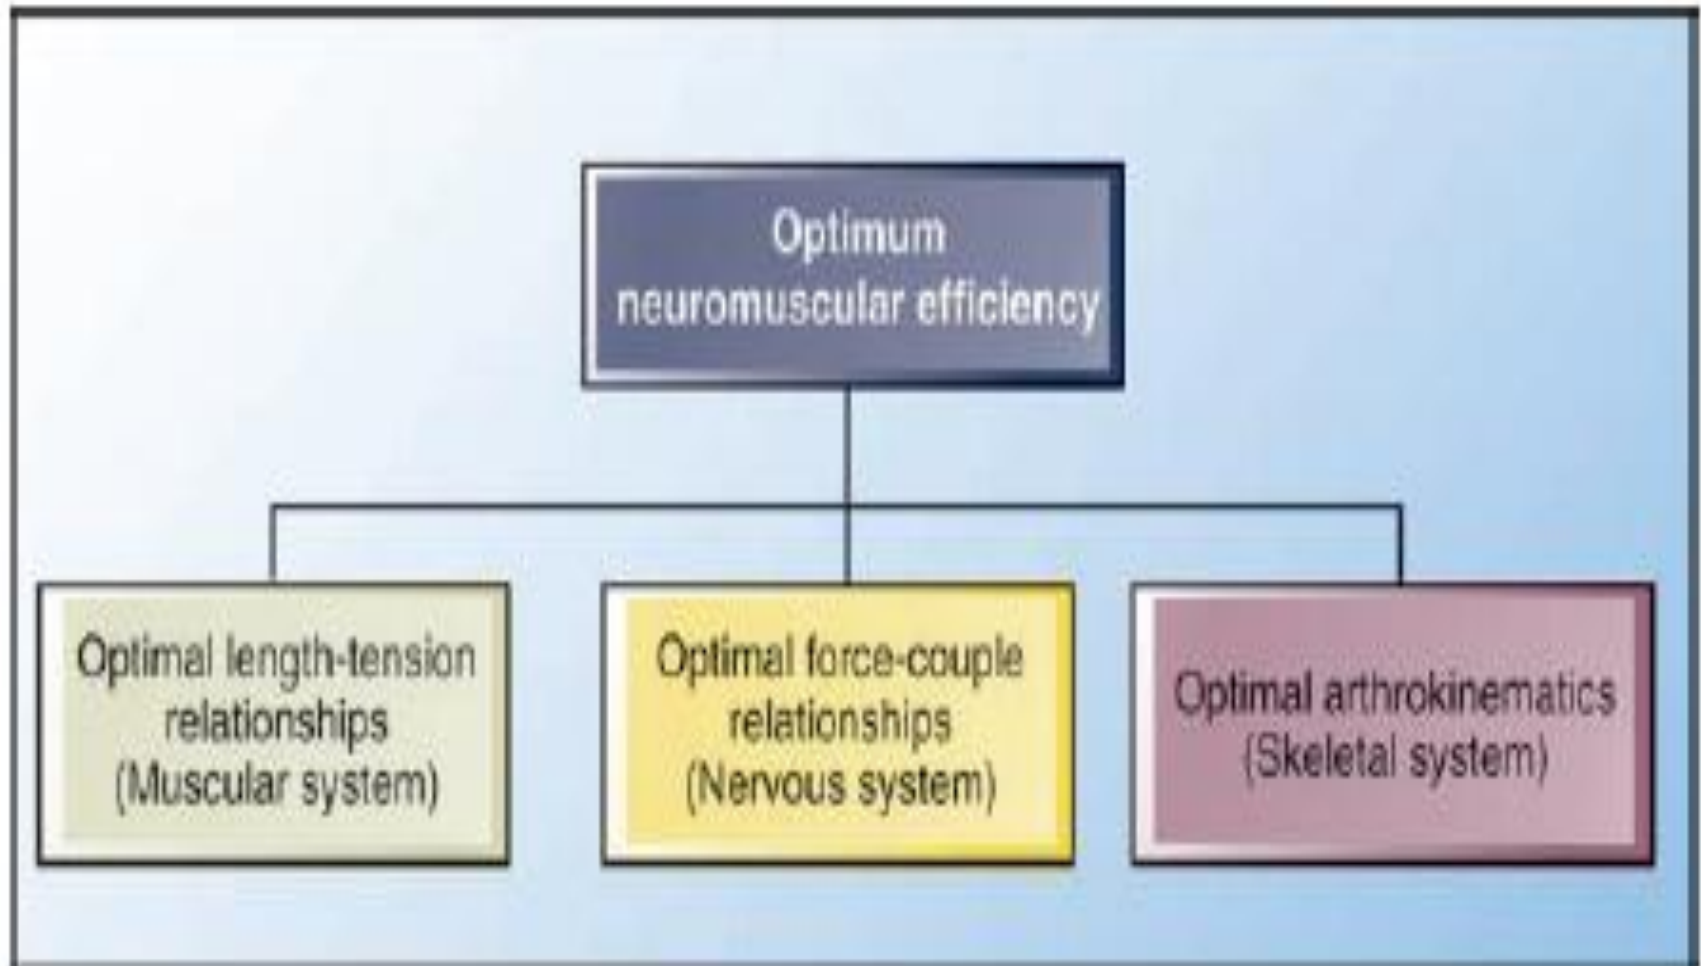 Optimum
neuromuscular efficiency
Optimal length-tension
relationships
(Muscular system)
Optimal force-couple
relationships
(Nervous system)
Optimal arthrokinematics
(Skeletal system)